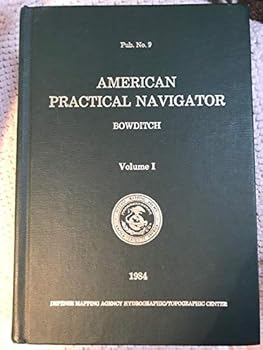 Pub. No. 9
AMERICAN
PRACTICAL NAVIGATOR
BOWDITCH
Volume I
1984
DEFENSE MAPPING AGENCY HYDROGRAPHIC/TOPOGRAPHIC CENTER